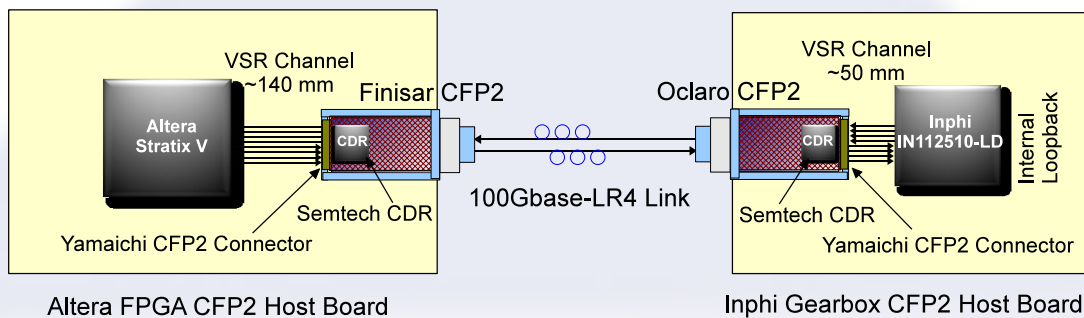 VSR Channel
~140 mm
Finisar CFP2
Altera
Stratix V
CDR
Semtech CDR
Yamaichi CFP2 Connector
Altera FPGA CFP2 Host Board
100Gbase-LR4 Link
Oclaro CFP2
VSR Channel
~50 mm
CDR
Inphi
IN112510-LD
Internal
Loopback
Semtech CDR
Yamaichi CFP2 Connector
Inphi Gearbox CFP2 Host Board